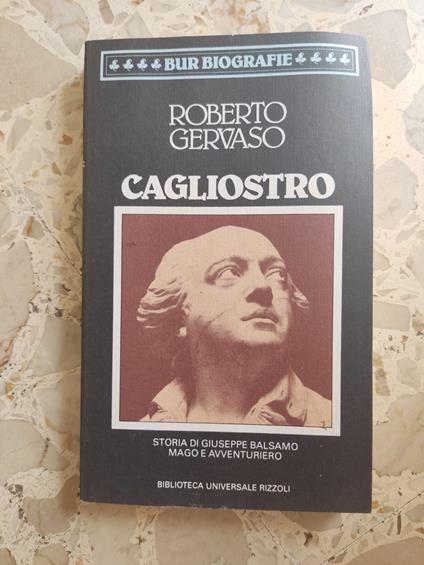 BUR BIOGRAFIE
ROBERTO
GERVASO
CAGLIOSTRO
STORIA DI GIUSEPPE BALSAMO
MAGO E AVVENTURIERO
BIBLIOTECA UNIVERSALE RIZZOLI